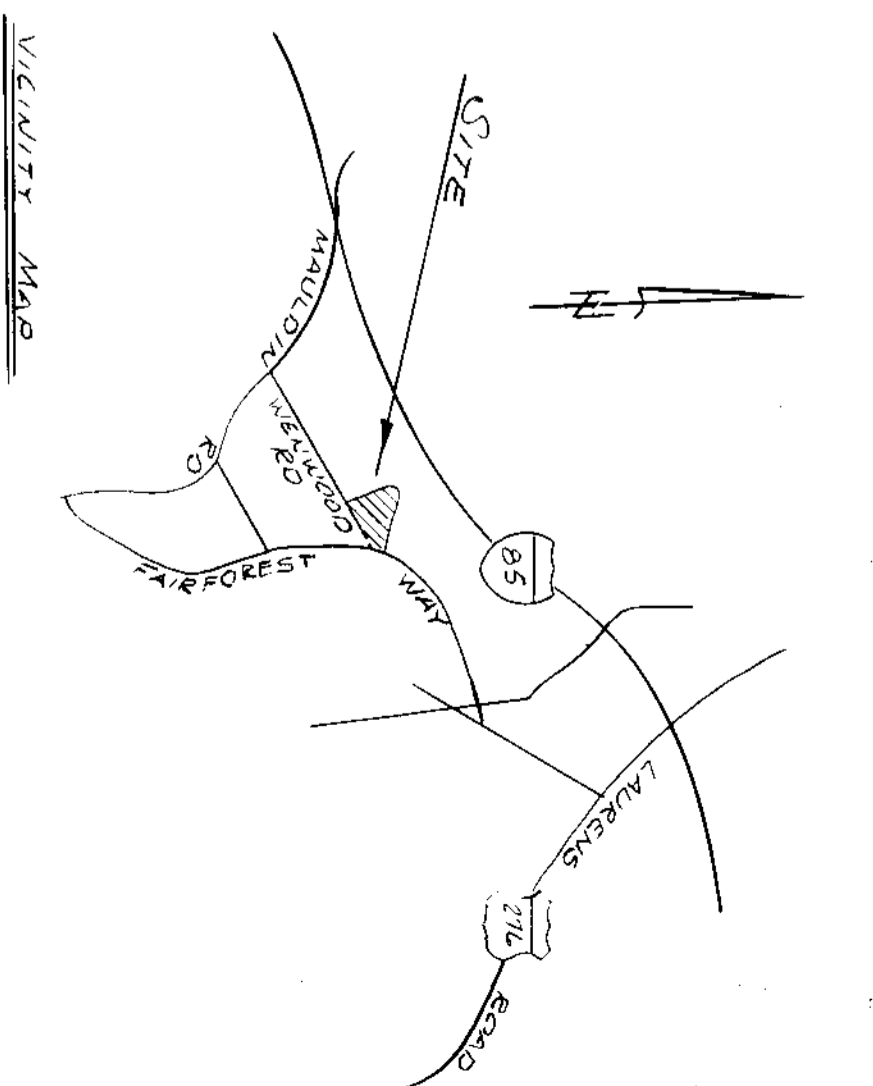 SITE
N
MAULDIN
RD
WENWOOD
RD
FAIRFOREST
WAY
85
LAURENS
276
ROAD
VICINITY MAP